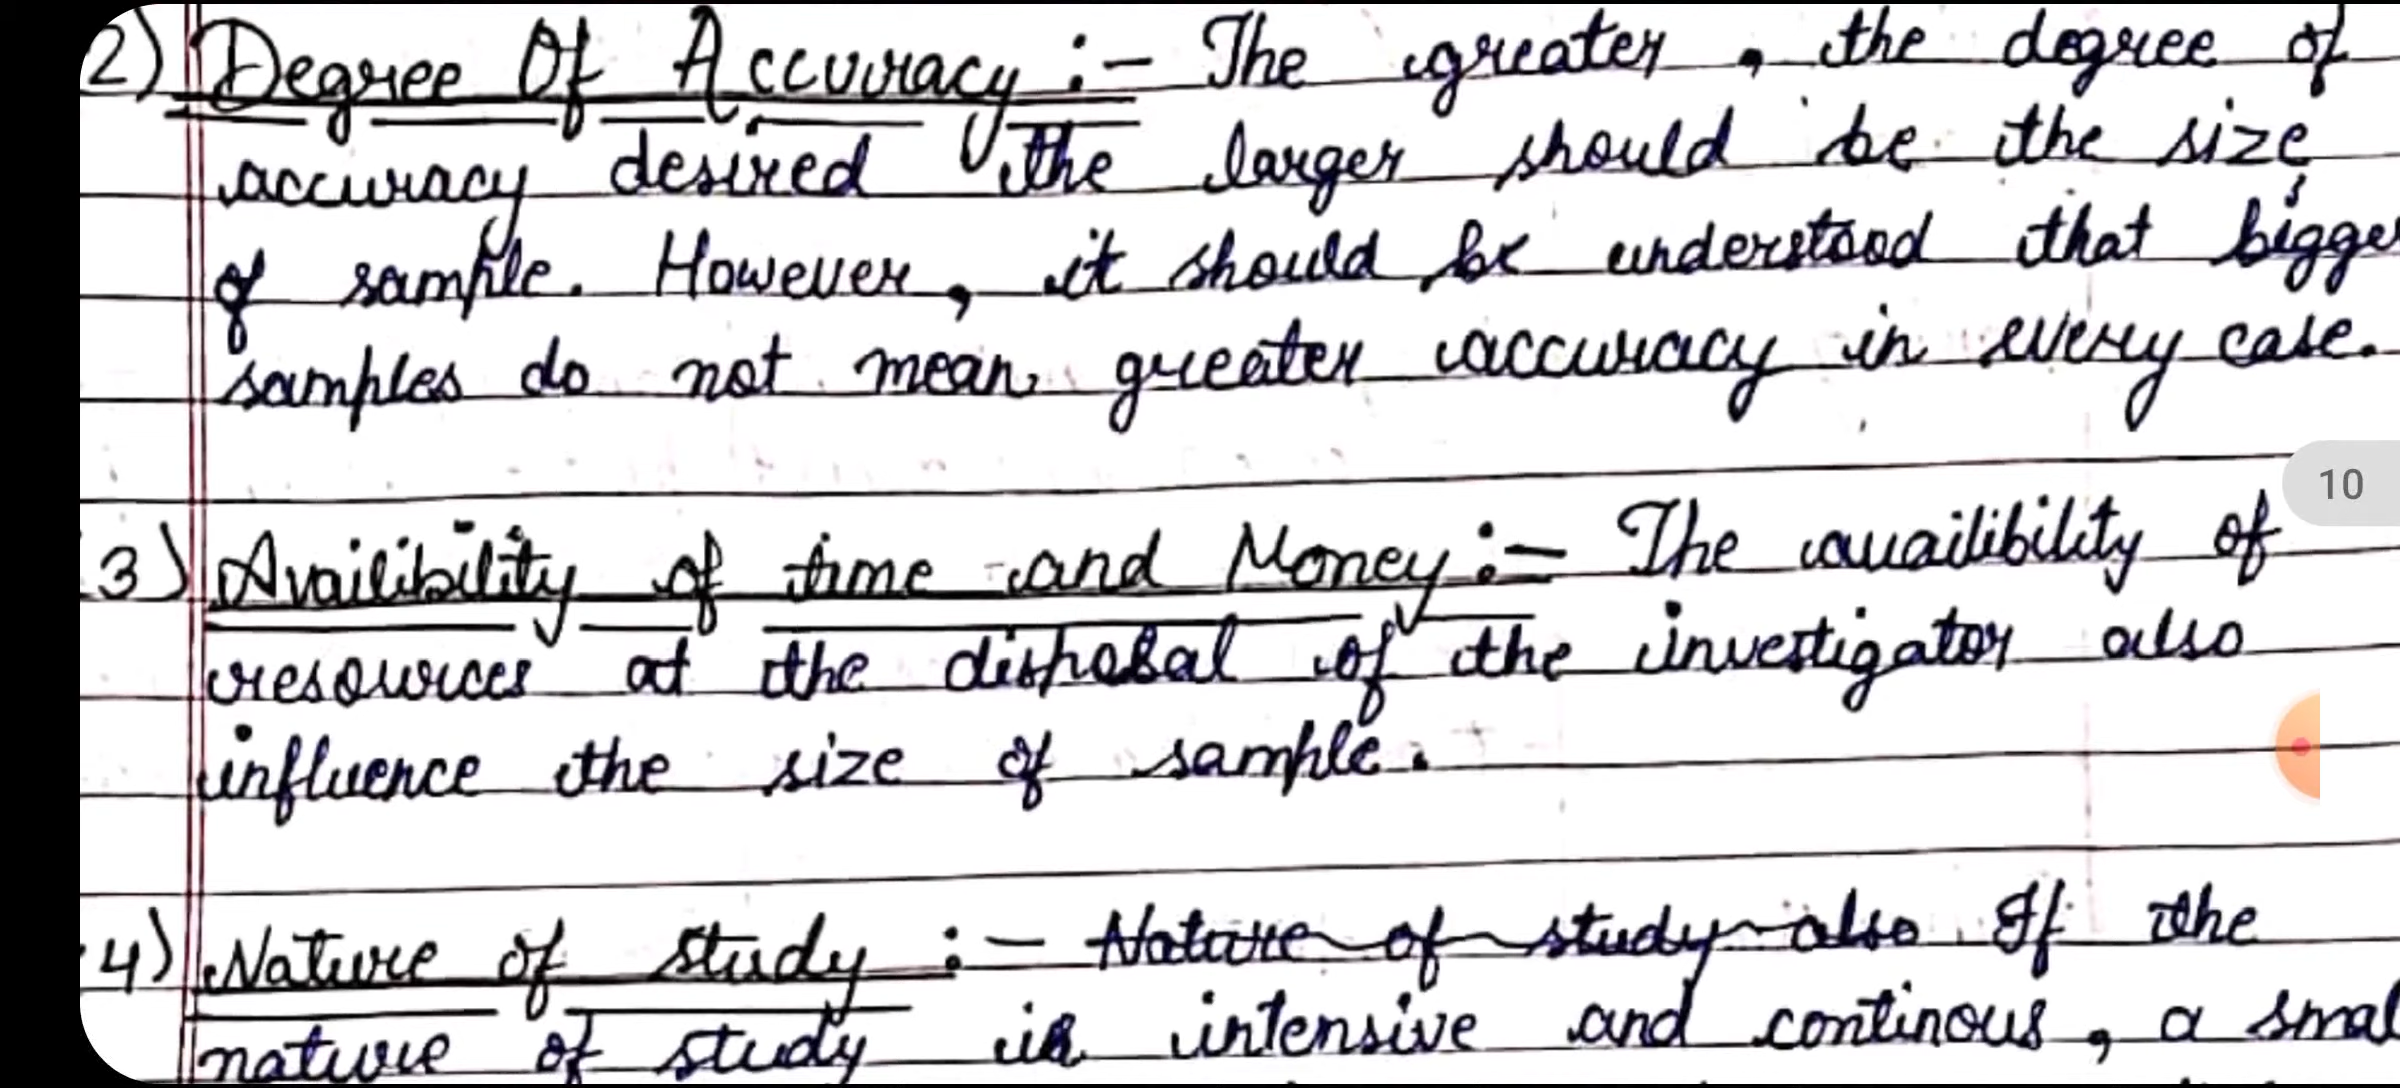 2) Degree Of Accuracy :- The greater, the degree of
accuracy desired the larger should be the size
of sample. However, it should be understood that bigger
samples do not mean greater accuracy in every case.
10
3) Availibility of time and Money :- The availibility of
resources at the disposal of the investigator also
influence the size of sample.
4) Nature of study :- Nature of study also If the
nature of study is intensive and continous, a smal